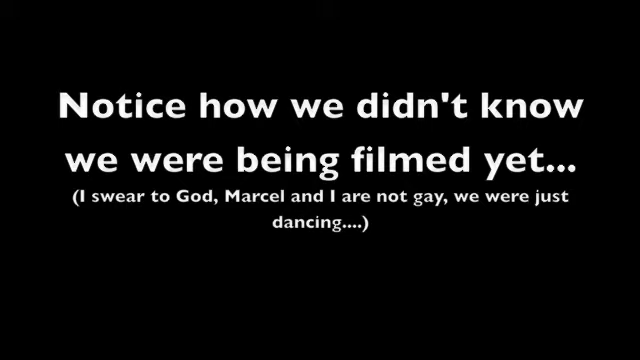 Notice how we didn't know
we were being filmed yet...
(I swear to God, Marcel and I are not gay, we were just
dancing....)